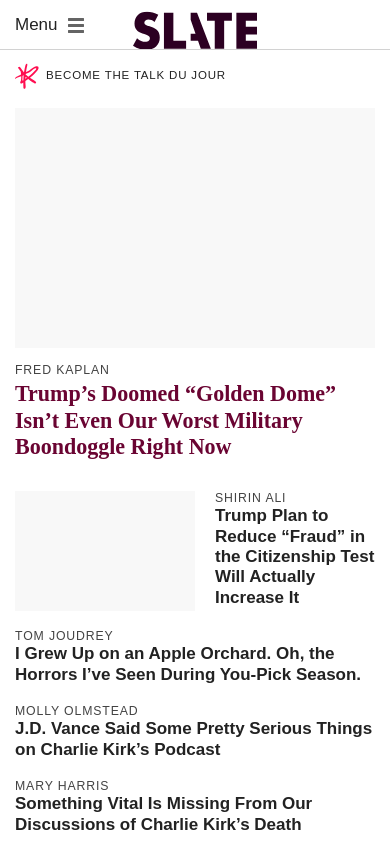 Menu
SLATE
BECOME THE TALK DU JOUR
FRED KAPLAN
Trump’s Doomed “Golden Dome”
Isn’t Even Our Worst Military
Boondoggle Right Now
SHIRIN ALI
Trump Plan to
Reduce “Fraud” in
the Citizenship Test
Will Actually
Increase It
TOM JOUDREY
I Grew Up on an Apple Orchard. Oh, the
Horrors I’ve Seen During You-Pick Season.
MOLLY OLMSTEAD
J.D. Vance Said Some Pretty Serious Things
on Charlie Kirk’s Podcast
MARY HARRIS
Something Vital Is Missing From Our
Discussions of Charlie Kirk’s Death